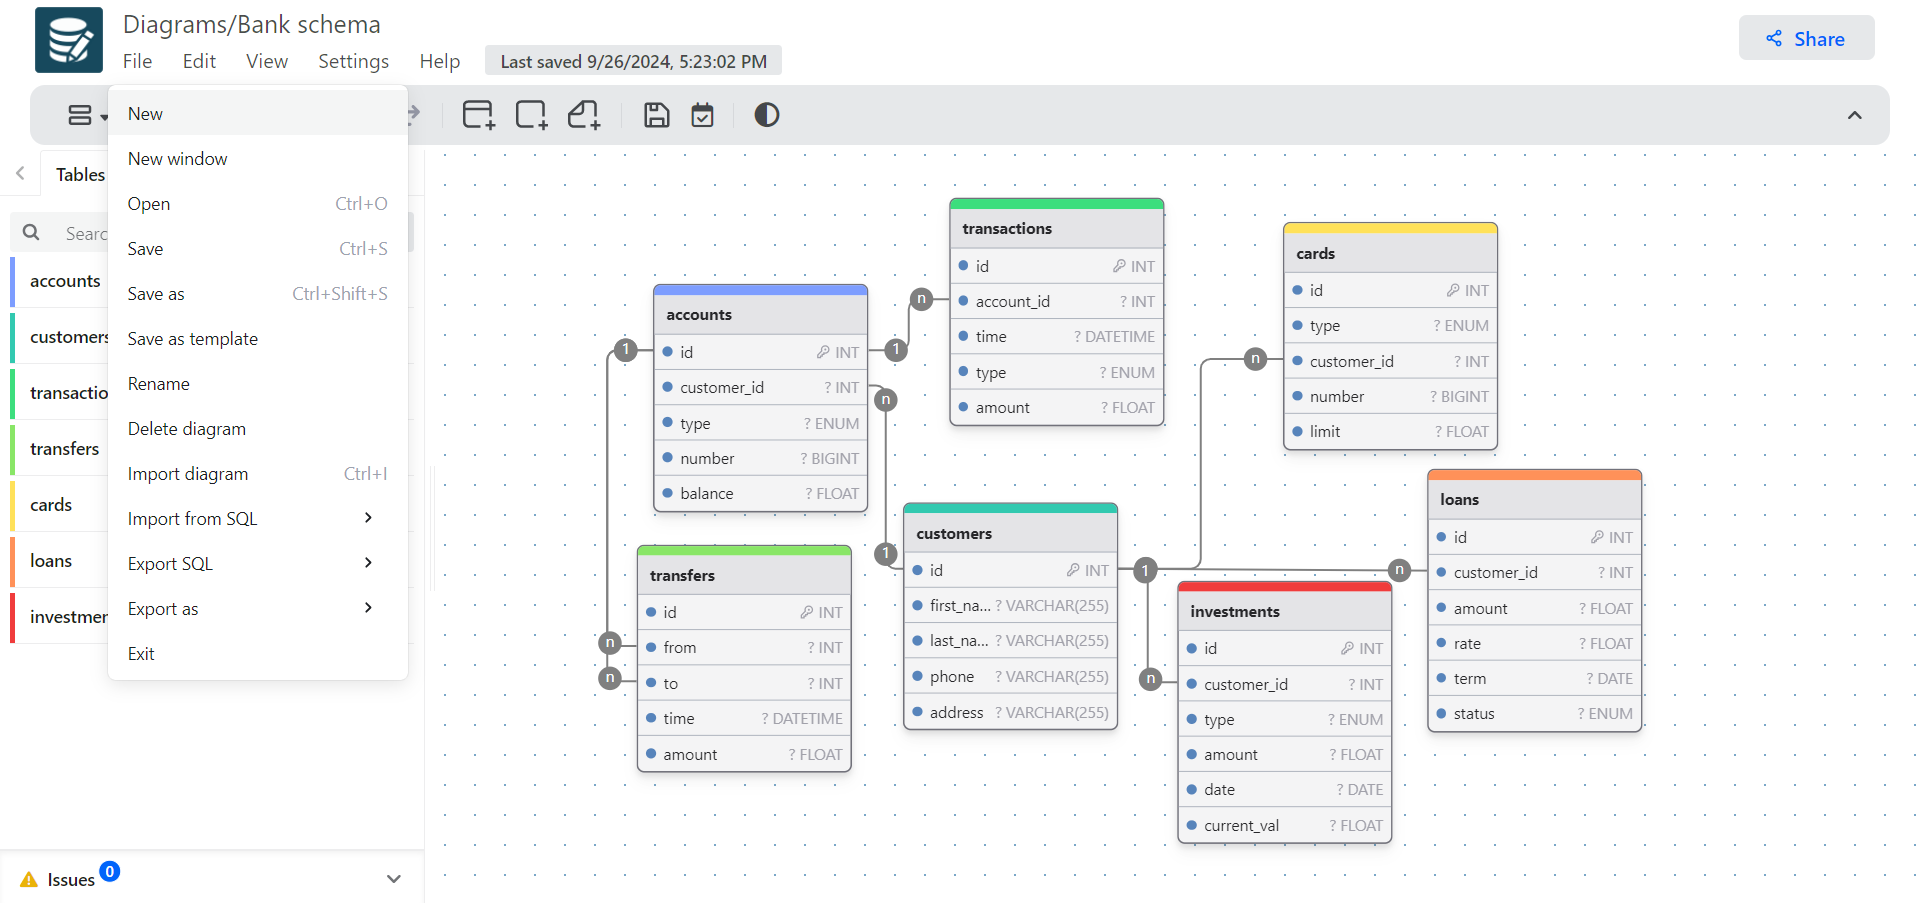 Diagrams/Bank schema
File Edit View Settings Help Last saved 9/26/2024, 5:23:02 PM
Share
New
New window
Open Ctrl+O
Save Ctrl+S
Save as Ctrl+Shift+S
Save as template
Rename
Delete diagram
Import diagram Ctrl+I
Import from SQL
Export SQL
Export as
Exit
Tables
Searc
accounts
customers
transactio
transfers
cards
loans
investmen
Issues 0
transactions
id INT
account_id ? INT
time ? DATETIME
type ? ENUM
amount ? FLOAT
cards
id INT
type ? ENUM
customer_id ? INT
number ? BIGINT
limit ? FLOAT
accounts
id INT
customer_id ? INT
type ? ENUM
number ? BIGINT
balance ? FLOAT
loans
id INT
customer_id ? INT
amount ? FLOAT
rate ? FLOAT
term ? DATE
status ? ENUM
customers
id INT
first_na... ? VARCHAR(255)
last_na... ? VARCHAR(255)
phone ? VARCHAR(255)
address ? VARCHAR(255)
transfers
id INT
from ? INT
to ? INT
time ? DATETIME
amount ? FLOAT
investments
id INT
customer_id ? INT
type ? ENUM
amount ? FLOAT
date ? DATE
current_val ? FLOAT
1
1
n
n
1
n
n
1
n
n
n